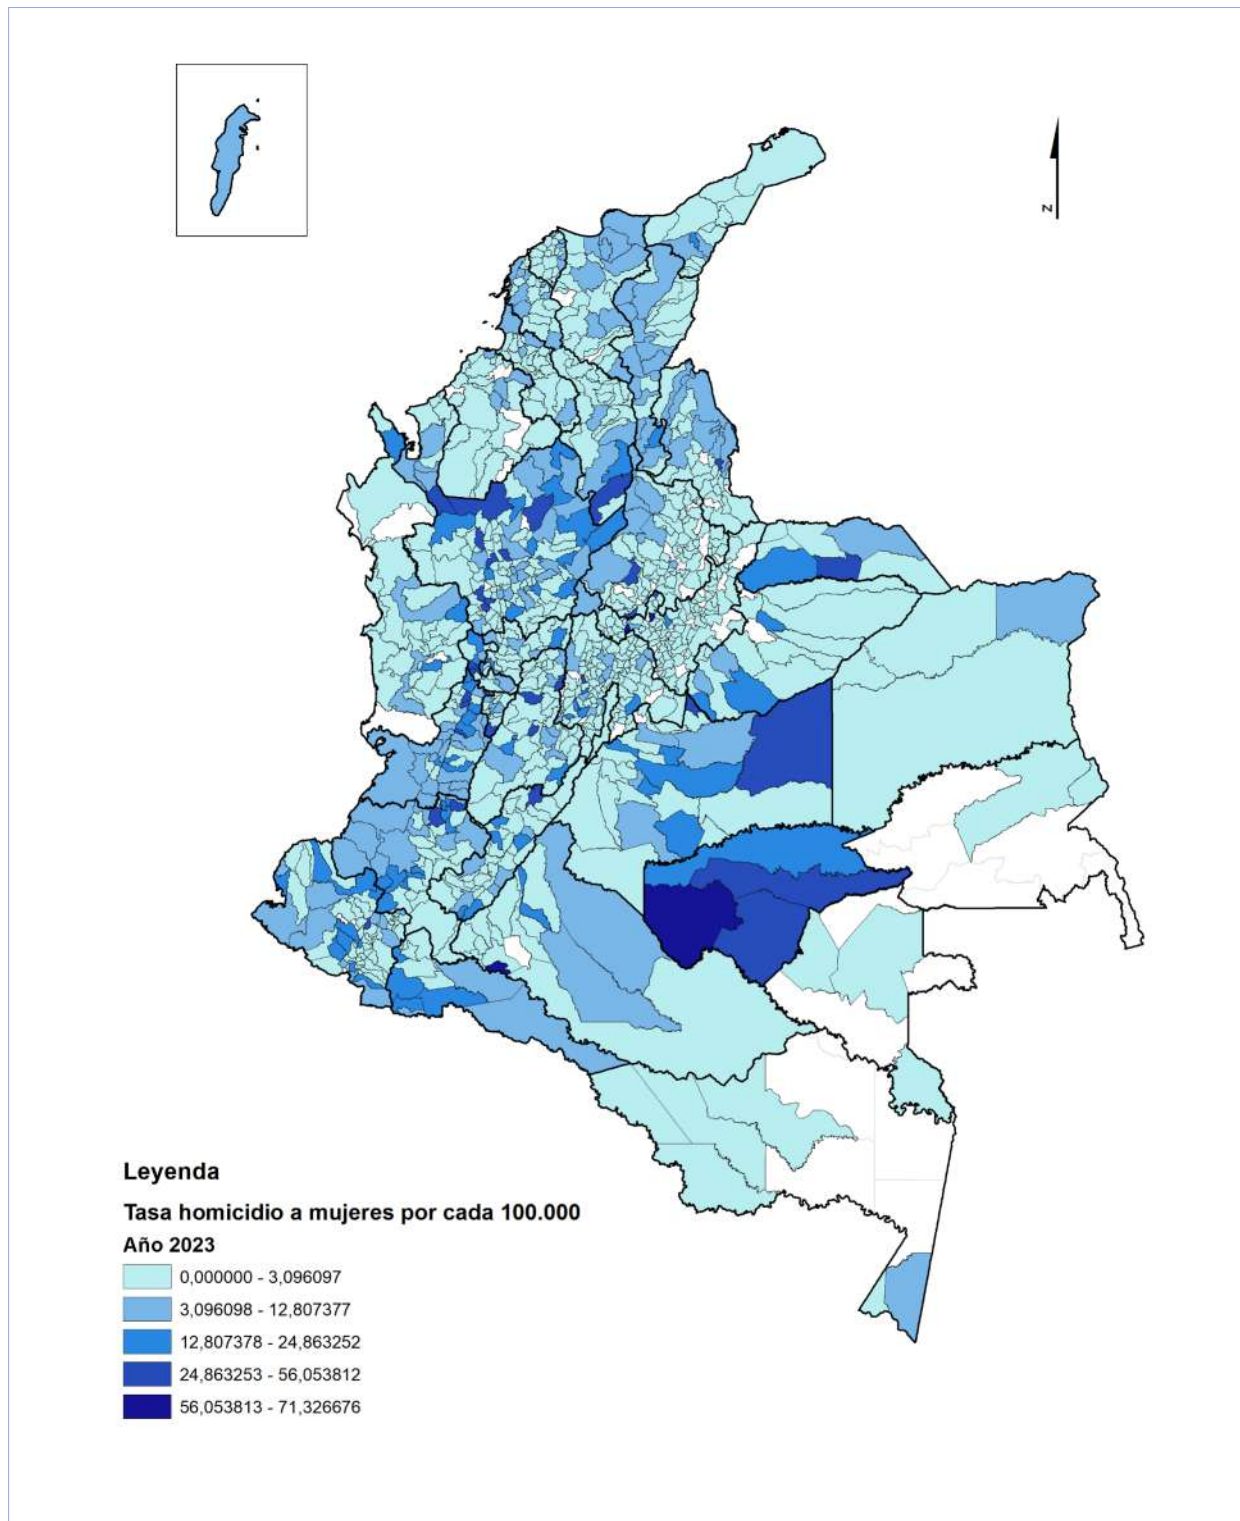 N
Leyenda
Tasa homicidio a mujeres por cada 100.000
Año 2023
0,000000 - 3,096097
3,096098 - 12,807377
12,807378 - 24,863252
24,863253 - 56,053812
56,053813 - 71,326676